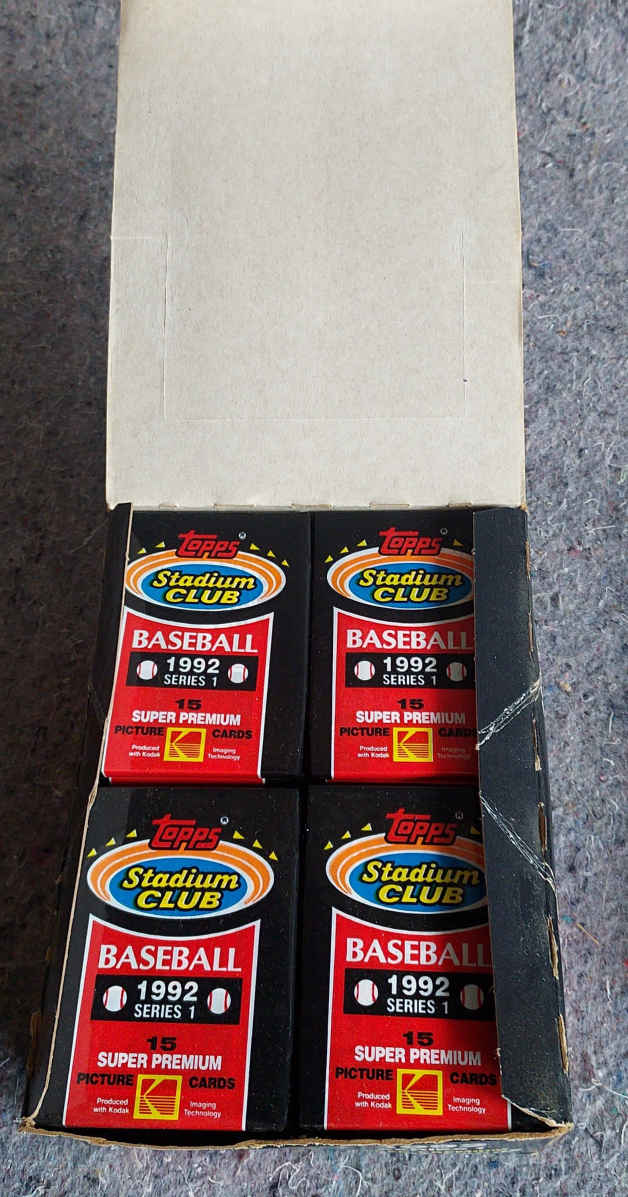 Topps®
Stadium
CLUB
BASEBALL
1992
SERIES 1
15
SUPER PREMIUM
PICTURE CARDS
Produced
with Kodak
Imaging
Technology
Topps®
Stadium
CLUB
BASEBALL
1992
SERIES 1
15
SUPER PREMIUM
PICTURE CARDS
Produced
with Kodak
Imaging
Technology
Topps®
Stadium
CLUB
BASEBALL
1992
SERIES 1
15
SUPER PREMIUM
PICTURE CARDS
Produced
with Kodak
Imaging
Technology
Topps®
Stadium
CLUB
BASEBALL
1992
SERIES 1
15
SUPER PREMIUM
PICTURE CARDS
Produced
with Kodak
Imaging
Technology